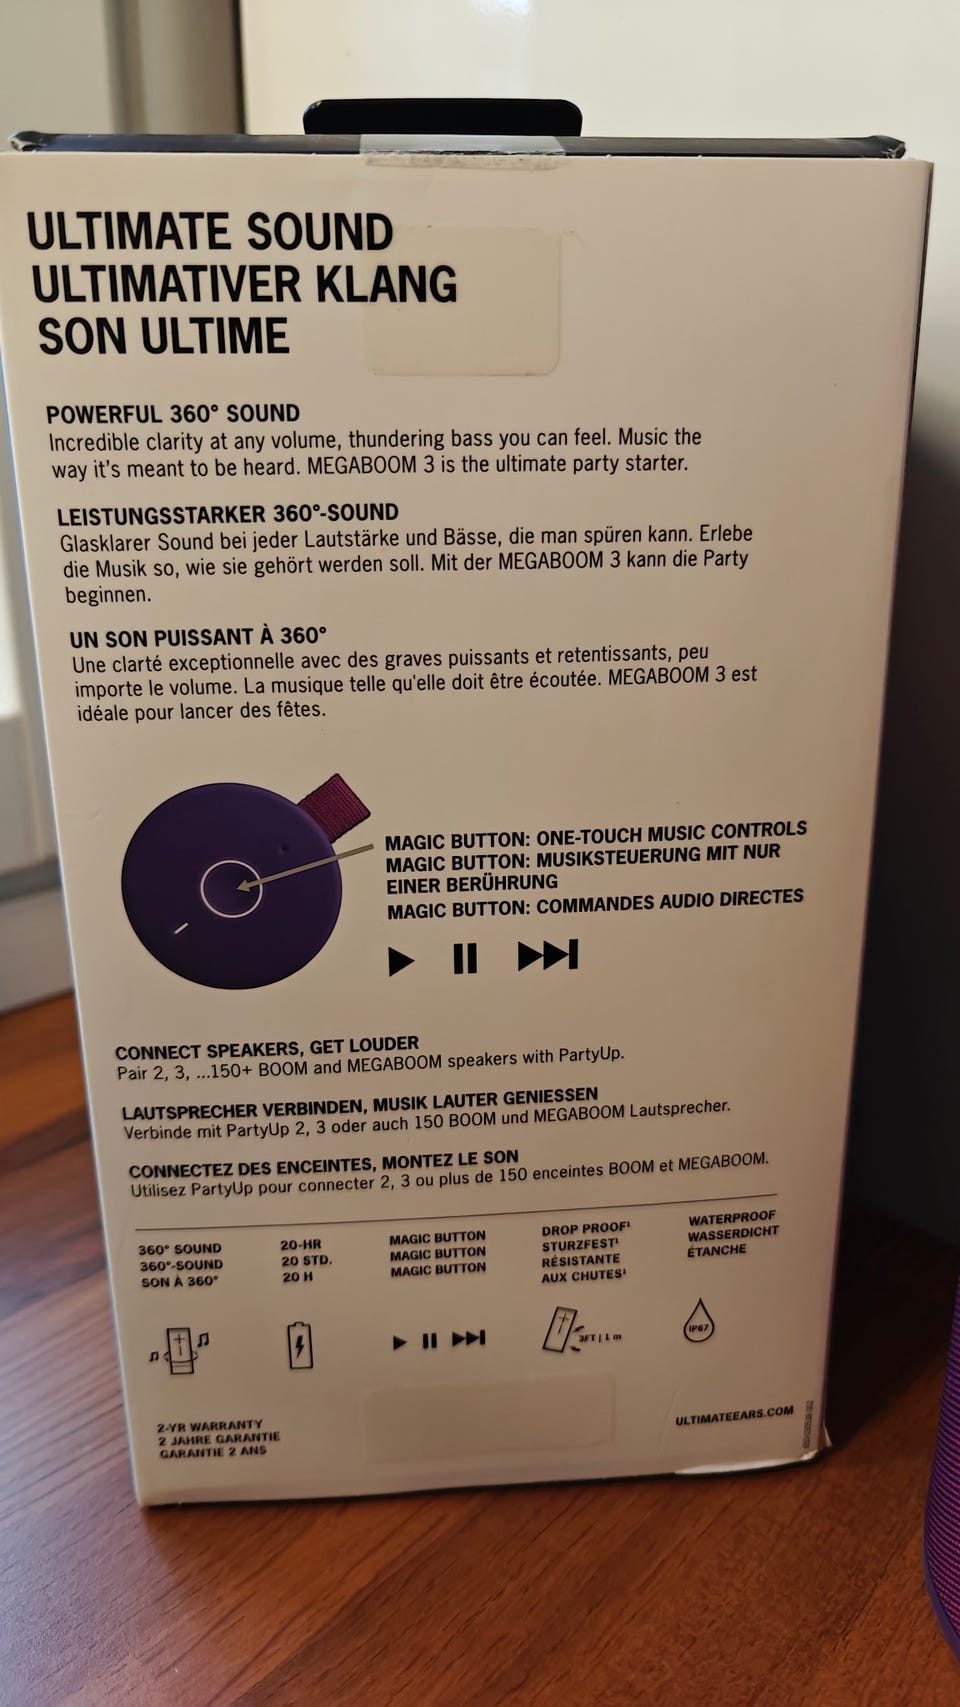 ULTIMATE SOUND
ULTIMATIVER KLANG
SON ULTIME
POWERFUL 360° SOUND
Incredible clarity at any volume, thundering bass you can feel. Music the
way it's meant to be heard. MEGABOOM 3 is the ultimate party starter.
LEISTUNGSSTARKER 360°-SOUND
Glasklarer Sound bei jeder Lautstärke und Bässe, die man spüren kann. Erlebe
die Musik so, wie sie gehört werden soll. Mit der MEGABOOM 3 kann die Party
beginnen.
UN SON PUISSANT À 360°
Une clarté exceptionnelle avec des graves puissants et retentissants, peu
importe le volume. La musique telle qu'elle doit être écoutée. MEGABOOM 3 est
idéale pour lancer des fêtes.
MAGIC BUTTON: ONE-TOUCH MUSIC CONTROLS
MAGIC BUTTON: MUSIKSTEUERUNG MIT NUR
EINER BERÜHRUNG
MAGIC BUTTON: COMMANDES AUDIO DIRECTES
CONNECT SPEAKERS, GET LOUDER
Pair 2, 3, ...150+ BOOM and MEGABOOM speakers with PartyUp.
LAUTSPRECHER VERBINDEN, MUSIK LAUTER GENIESSEN
Verbinde mit PartyUp 2, 3 oder auch 150 BOOM und MEGABOOM Lautsprecher.
CONNECTEZ DES ENCEINTES, MONTEZ LE SON
Utilisez PartyUp pour connecter 2, 3 ou plus de 150 enceintes BOOM et MEGABOOM.
360° SOUND
360°-SOUND
SON À 360°
20-HR
20 STD.
20 H
MAGIC BUTTON
MAGIC BUTTON
MAGIC BUTTON
DROP PROOF¹
STURZFEST¹
RÉSISTANTE
AUX CHUTES¹
WATERPROOF
WASSERDICHT
ÉTANCHE
3FT | 1 m
IP67
2-YR WARRANTY
2 JAHRE GARANTIE
GARANTIE 2 ANS
ULTIMATEEARS.COM